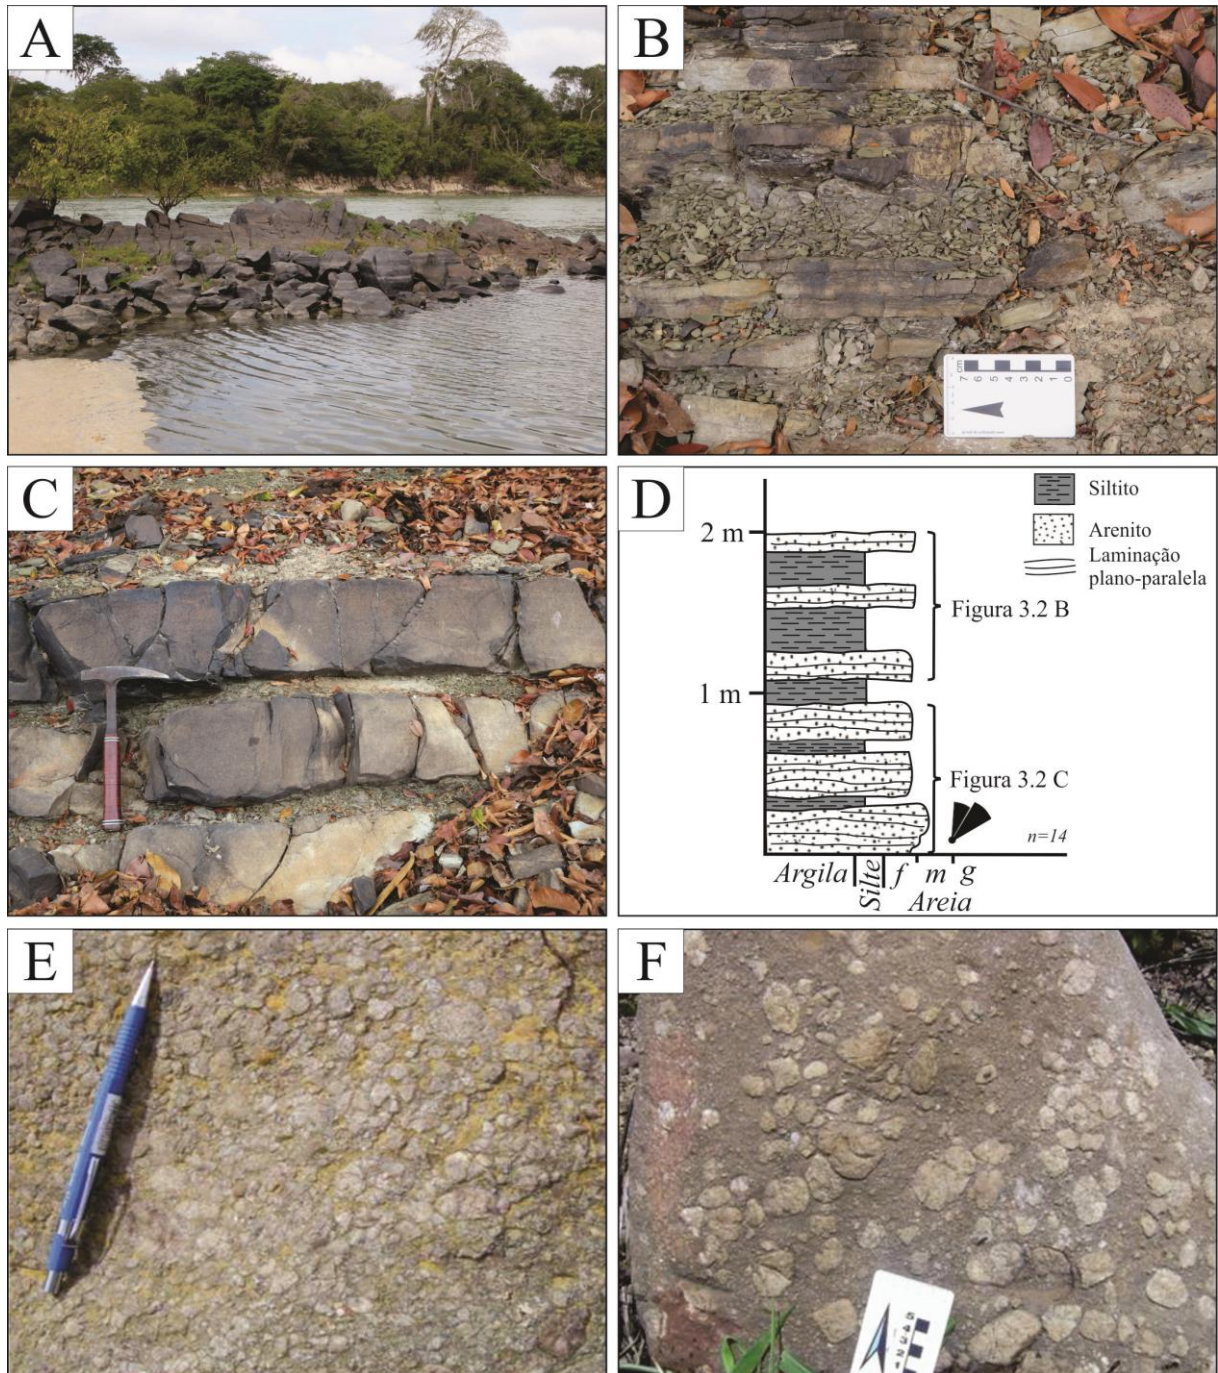 A
B
cm
7 6 5 4 3 2 1 0
C
D
Siltito
Arenito
Laminação
plano-paralela
2 m
Figura 3.2 B
1 m
Figura 3.2 C
n=14
Argila
Silte
f
m
g
Areia
E
F